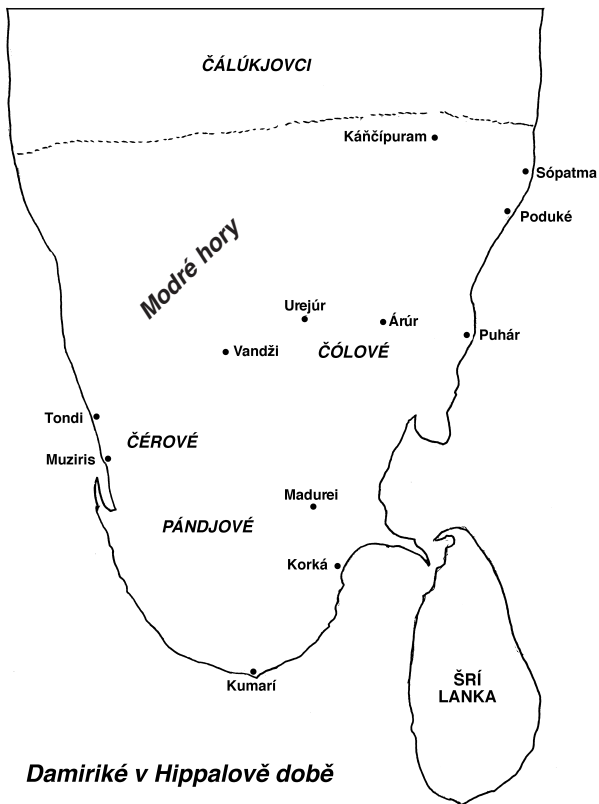 ČÁLÚKJOVCI
Káňčípuram
Sópatma
Poduké
Modré hory
Urejúr
Árúr
Puhár
Vandži
ČÓLOVÉ
Tondi
ČÉROVÉ
Muziris
Madurei
PÁNDJOVÉ
Korká
Kumarí
ŠRÍ
LANKA
Damiriké v Hippalově době